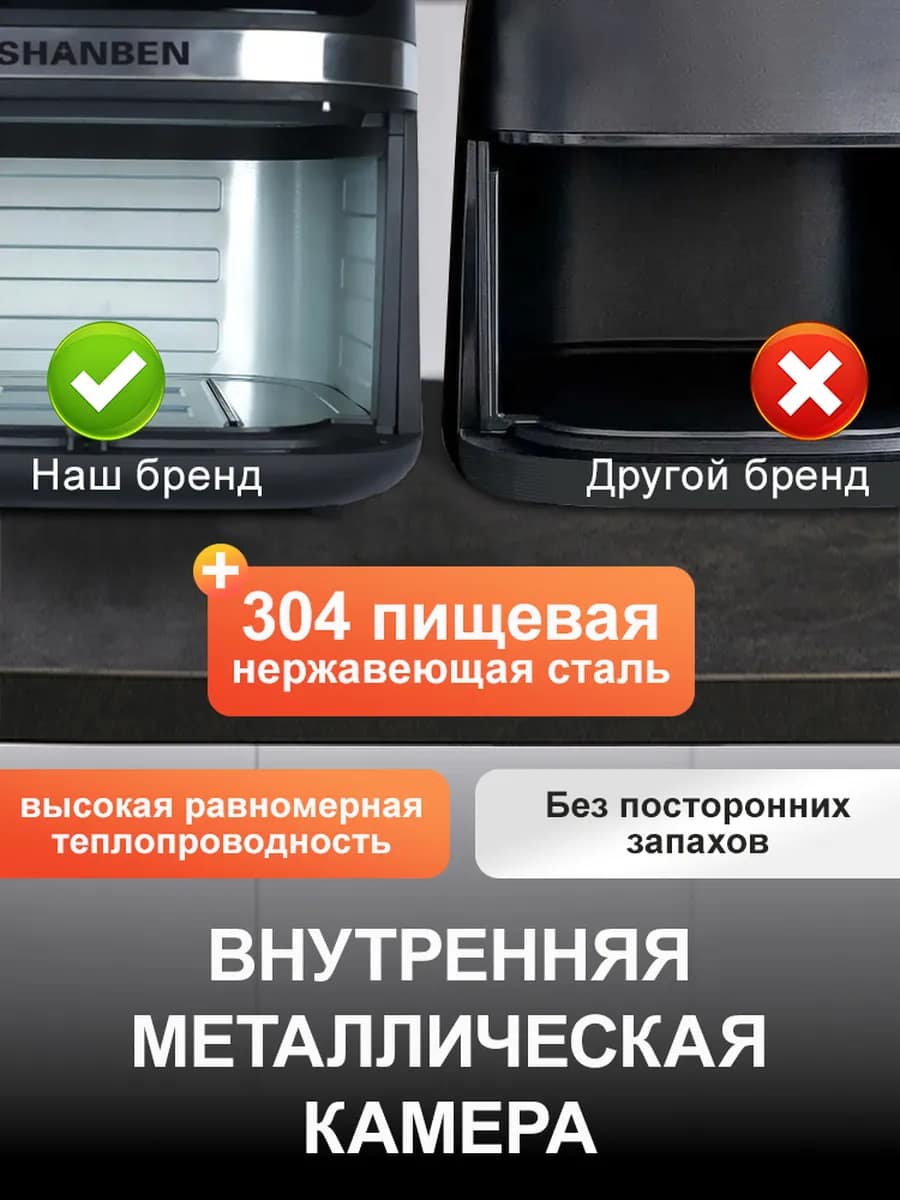 SHANBEN
Наш бренд
Другой бренд
304 пищевая
нержавеющая сталь
высокая равномерная
теплопроводность
Без посторонних
запахов
ВНУТРЕННЯЯ
МЕТАЛЛИЧЕСКАЯ
КАМЕРА